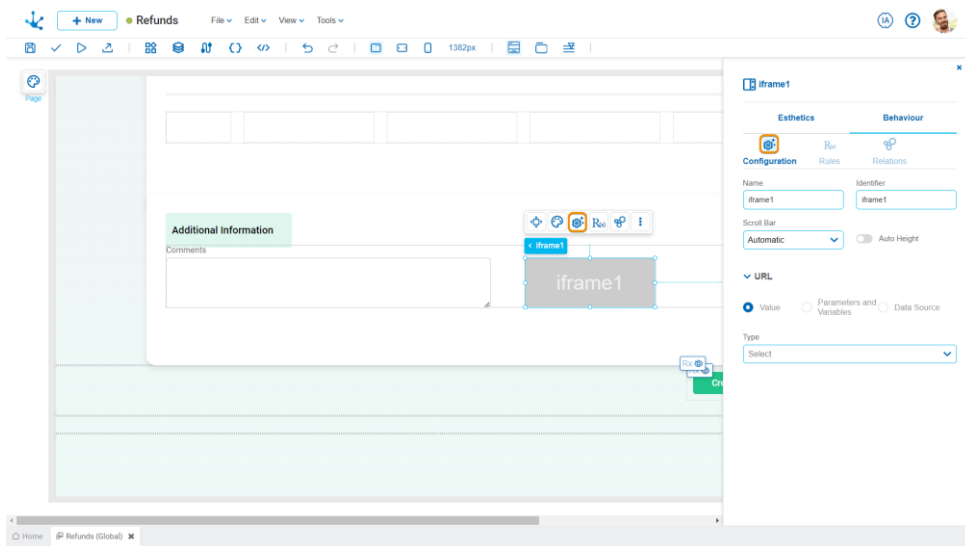 + New
Refunds
File
Edit
View
Tools
IA
?
1382px
Page
iframe1
Esthetics
Behaviour
Configuration
Rules
Relations
Name
Identifier
iframe1
iframe1
Scroll Bar
Automatic
Auto Height
URL
Value
Parameters and
Variables
Data Source
Type
Select
Additional Information
Comments
iframe1
iframe1
Rx
Home
Refunds (Global)